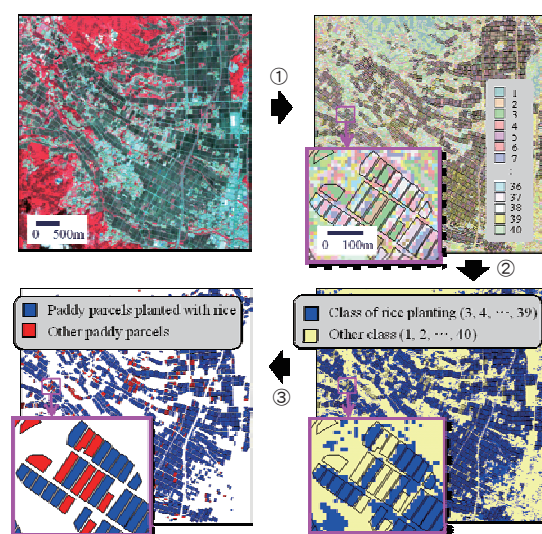 ①
0 500m
1
2
3
4
5
6
7
:
36
37
38
39
40
0 100m
②
Paddy parcels planted with rice
Other paddy parcels
Class of rice planting (3, 4, ⋯, 39)
Other class (1, 2, ⋯, 40)
③